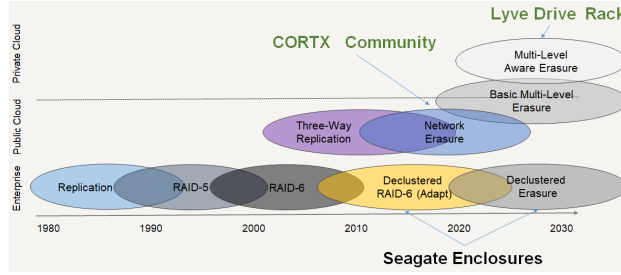 Lyve Drive Rack
CORTX Community
Private Cloud
Multi-Level
Aware Erasure
Basic Multi-Level
Erasure
Public Cloud
Three-Way
Replication
Network
Erasure
Enterprise
Replication
RAID-5
RAID-6
Declustered
RAID-6 (Adapt)
Declustered
Erasure
1980
1990
2000
2010
2020
2030
Seagate Enclosures